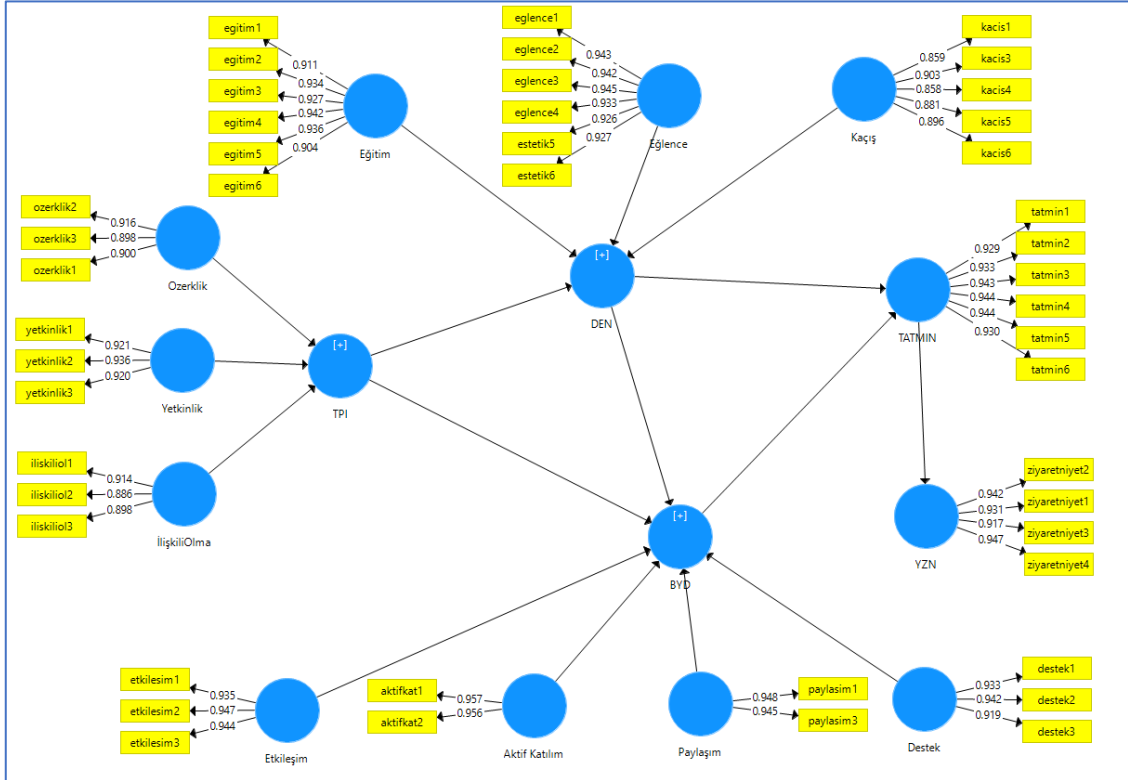 egitim1
egitim2
egitim3
egitim4
egitim5
egitim6
0.911
0.934
0.927
0.942
0.936
0.904
Eğitim
eglence1
eglence2
eglence3
eglence4
estetik5
estetik6
0.943
0.942
0.945
0.933
0.926
0.927
Eğlence
kacis1
kacis3
kacis4
kacis5
kacis6
0.859
0.903
0.858
0.881
0.896
Kaçış
ozerklik2
ozerklik3
ozerklik1
0.916
0.898
0.900
Ozerklik
[+]
DEN
tatmin1
tatmin2
tatmin3
tatmin4
tatmin5
tatmin6
0.929
0.933
0.943
0.944
0.944
0.930
TATMIN
yetkinlik1
yetkinlik2
yetkinlik3
0.921
0.936
0.920
Yetkinlik
[+]
TPI
iliskiliol1
iliskiliol2
iliskiliol3
0.914
0.886
0.898
İlişkiliOlma
[+]
BYD
ziyaretniyet2
ziyaretniyet1
ziyaretniyet3
ziyaretniyet4
0.942
0.931
0.917
0.947
YZN
etkilesim1
etkilesim2
etkilesim3
0.935
0.947
0.944
Etkileşim
aktifkat1
aktifkat2
0.957
0.956
Aktif Katılım
paylasim1
paylasim3
0.948
0.945
Paylaşım
destek1
destek2
destek3
0.933
0.942
0.919
Destek